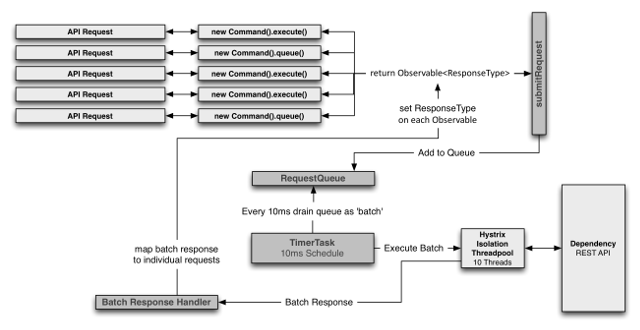 API Request
new Command().execute()
API Request
new Command().queue()
API Request
new Command().execute()
API Request
new Command().execute()
API Request
new Command().queue()
return Observable<ResponseType>
submitRequest
set ResponseType
on each Observable
Add to Queue
RequestQueue
Every 10ms drain queue as 'batch'
TimerTask
10ms Schedule
Execute Batch
Hystrix
Isolation
Threadpool
10 Threads
Dependency
REST API
map batch response
to individual requests
Batch Response Handler
Batch Response